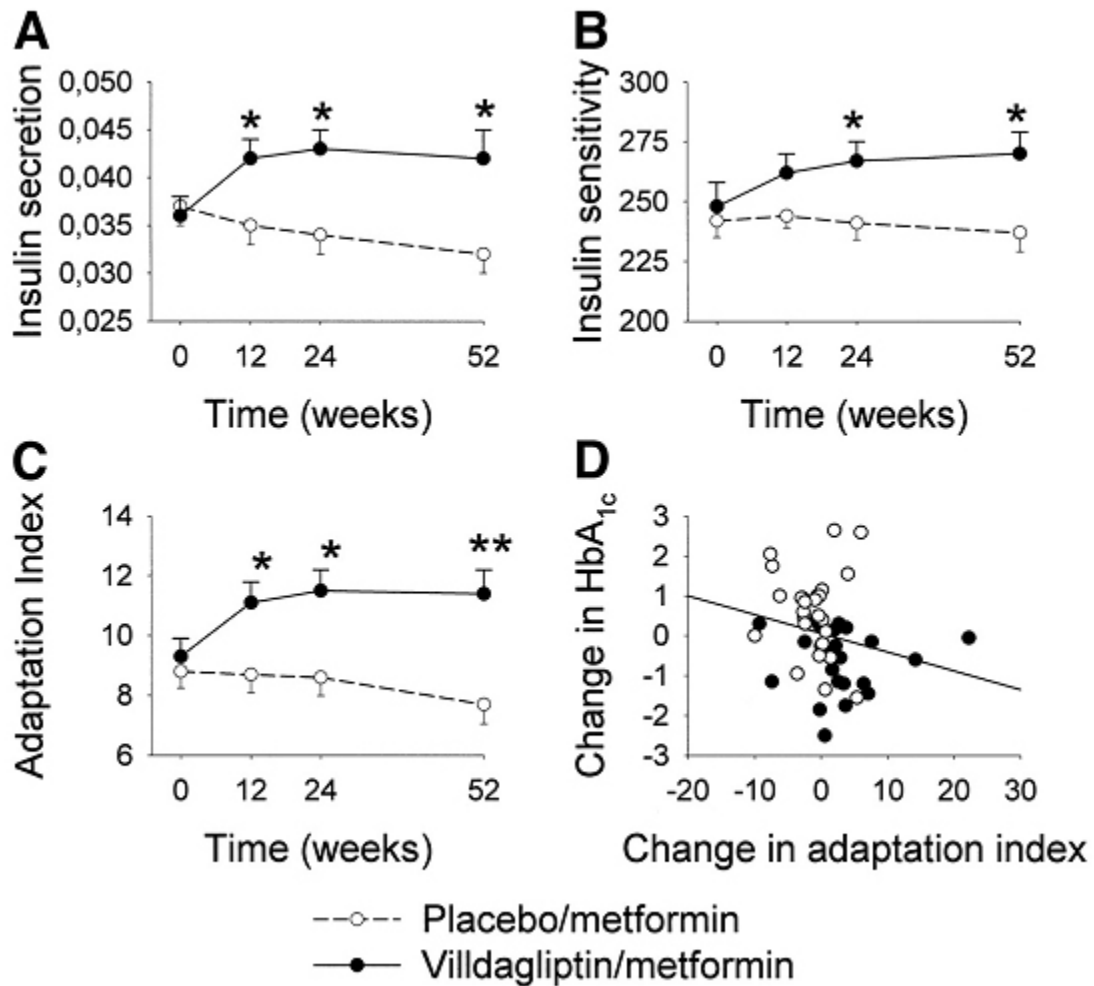 A
Insulin secretion
0,050
0,045
0,040
0,035
0,030
0,025
* * *
0 12 24 52
Time (weeks)
B
Insulin sensitivity
300
275
250
225
200
* *
0 12 24 52
Time (weeks)
C
Adaptation Index
14
12
10
8
6
* * **
0 12 24 52
Time (weeks)
D
Change in HbA1c
3
2
1
0
-1
-2
-3
-20 -10 0 10 20 30
Change in adaptation index
Placebo/metformin
Villdagliptin/metformin